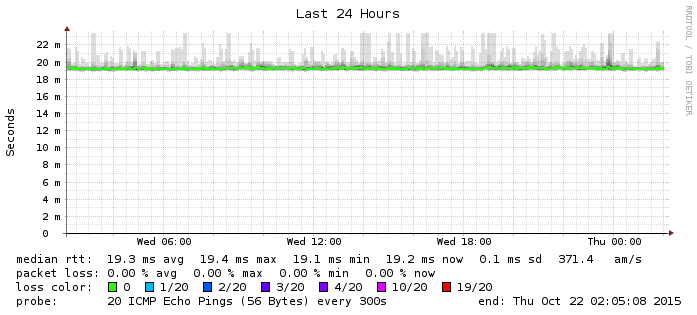 Last 24 Hours
RRDTOOL / TOBI OETIKER
Seconds
22 m
20 m
18 m
16 m
14 m
12 m
10 m
8 m
6 m
4 m
2 m
0
Wed 06:00 Wed 12:00 Wed 18:00 Thu 00:00
median rtt: 19.3 ms avg 19.4 ms max 19.1 ms min 19.2 ms now 0.1 ms sd 371.4 am/s
packet loss: 0.00 % avg 0.00 % max 0.00 % min 0.00 % now
loss color: 0 1/20 2/20 3/20 4/20 10/20 19/20
probe: 20 ICMP Echo Pings (56 Bytes) every 300s end: Thu Oct 22 02:05:08 2015